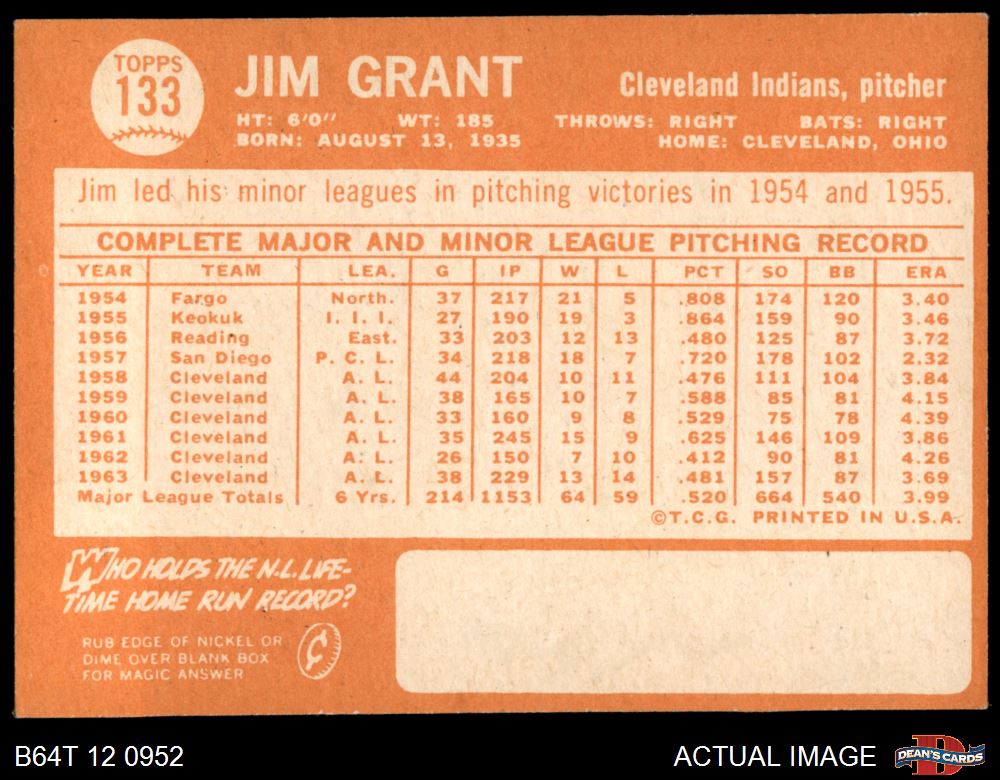 TOPPS
133
JIM GRANT
Cleveland Indians, pitcher
HT: 6'0" WT: 185 THROWS: RIGHT BATS: RIGHT
BORN: AUGUST 13, 1935 HOME: CLEVELAND, OHIO
Jim led his minor leagues in pitching victories in 1954 and 1955.
COMPLETE MAJOR AND MINOR LEAGUE PITCHING RECORD
YEAR TEAM LEA. G IP W L PCT SO BB ERA
1954 Fargo North. 37 217 21 5 .808 174 120 3.40
1955 Keokuk I. I. I. 27 190 19 3 .864 159 90 3.46
1956 Reading East. 33 203 12 13 .480 125 87 3.72
1957 San Diego P. C. L. 34 218 18 7 .720 178 102 2.32
1958 Cleveland A. L. 44 204 10 11 .476 111 104 3.84
1959 Cleveland A. L. 38 165 10 7 .588 85 81 4.15
1960 Cleveland A. L. 33 160 9 8 .529 75 78 4.39
1961 Cleveland A. L. 35 245 15 9 .625 146 109 3.86
1962 Cleveland A. L. 26 150 7 10 .412 90 81 4.26
1963 Cleveland A. L. 38 229 13 14 .481 157 87 3.69
Major League Totals 6 Yrs. 214 1153 64 59 .520 664 540 3.99
©T.C.G. PRINTED IN U.S.A.
WHO HOLDS THE N.L. LIFE-
TIME HOME RUN RECORD?
RUB EDGE OF NICKEL OR
DIME OVER BLANK BOX
FOR MAGIC ANSWER
¢
B64T 12 0952
ACTUAL IMAGE
DEAN'S CARDS